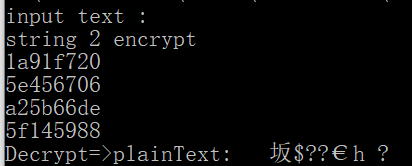 input text :
string 2 encrypt
1a91f720
5e456706
a25b66de
5f145988
Decrypt=>plainText:   坂$??€h ?